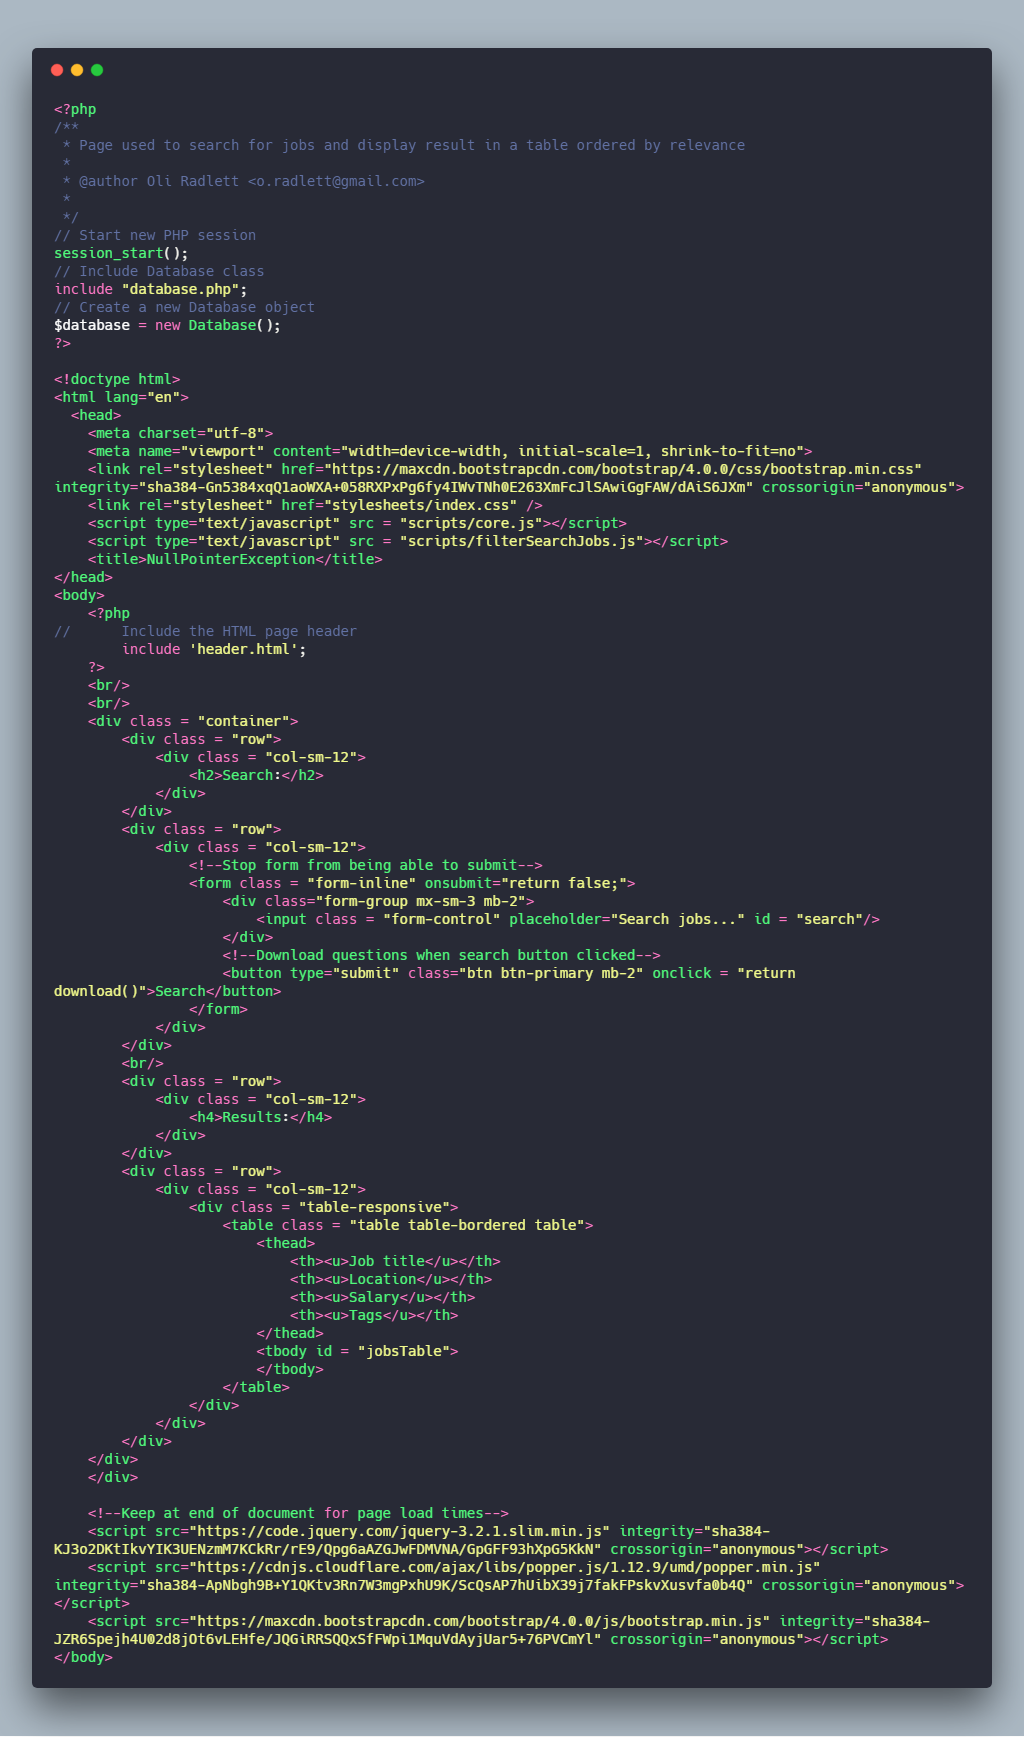 <?php
/**
 * Page used to search for jobs and display result in a table ordered by relevance
 *
 * @author Oli Radlett <o.radlett@gmail.com>
 *
 */
// Start new PHP session
session_start();
// Include Database class
include "database.php";
// Create a new Database object
$database = new Database();
?>

<!doctype html>
<html lang="en">
  <head>
    <meta charset="utf-8">
    <meta name="viewport" content="width=device-width, initial-scale=1, shrink-to-fit=no">
    <link rel="stylesheet" href="https://maxcdn.bootstrapcdn.com/bootstrap/4.0.0/css/bootstrap.min.css"
integrity="sha384-Gn5384xqQ1aoWXA+058RXPxPg6fy4IWvTNh0E263XmFcJlSAwiGgFAW/dAiS6JXm" crossorigin="anonymous">
    <link rel="stylesheet" href="stylesheets/index.css" />
    <script type="text/javascript" src = "scripts/core.js"></script>
    <script type="text/javascript" src = "scripts/filterSearchJobs.js"></script>
    <title>NullPointerException</title>
</head>
<body>
    <?php
//      Include the HTML page header
        include 'header.html';
    ?>
    <br/>
    <br/>
    <div class = "container">
        <div class = "row">
            <div class = "col-sm-12">
                <h2>Search:</h2>
            </div>
        </div>
        <div class = "row">
            <div class = "col-sm-12">
                <!--Stop form from being able to submit-->
                <form class = "form-inline" onsubmit="return false;">
                    <div class="form-group mx-sm-3 mb-2">
                        <input class = "form-control" placeholder="Search jobs..." id = "search"/>
                    </div>
                    <!--Download questions when search button clicked-->
                    <button type="submit" class="btn btn-primary mb-2" onclick = "return
download()">Search</button>
                </form>
            </div>
        </div>
        <br/>
        <div class = "row">
            <div class = "col-sm-12">
                <h4>Results:</h4>
            </div>
        </div>
        <div class = "row">
            <div class = "col-sm-12">
                <div class = "table-responsive">
                    <table class = "table table-bordered table">
                        <thead>
                            <th><u>Job title</u></th>
                            <th><u>Location</u></th>
                            <th><u>Salary</u></th>
                            <th><u>Tags</u></th>
                        </thead>
                        <tbody id = "jobsTable">
                        </tbody>
                    </table>
                </div>
            </div>
        </div>
    </div>
    </div>

    <!--Keep at end of document for page load times-->
    <script src="https://code.jquery.com/jquery-3.2.1.slim.min.js" integrity="sha384-
KJ3o2DKtIkvYIK3UENzmM7KCkRr/rE9/Qpg6aAZGJwFDMVNA/GpGFF93hXpG5KkN" crossorigin="anonymous"></script>
    <script src="https://cdnjs.cloudflare.com/ajax/libs/popper.js/1.12.9/umd/popper.min.js"
integrity="sha384-ApNbgh9B+Y1QKtv3Rn7W3mgPxhU9K/ScQsAP7hUibX39j7fakFPskvXusvfa0b4Q" crossorigin="anonymous">
</script>
    <script src="https://maxcdn.bootstrapcdn.com/bootstrap/4.0.0/js/bootstrap.min.js" integrity="sha384-
JZR6Spejh4U02d8jOt6vLEHfe/JQGiRRSQQxSfFWpi1MquVdAyjUar5+76PVCmYl" crossorigin="anonymous"></script>
</body>